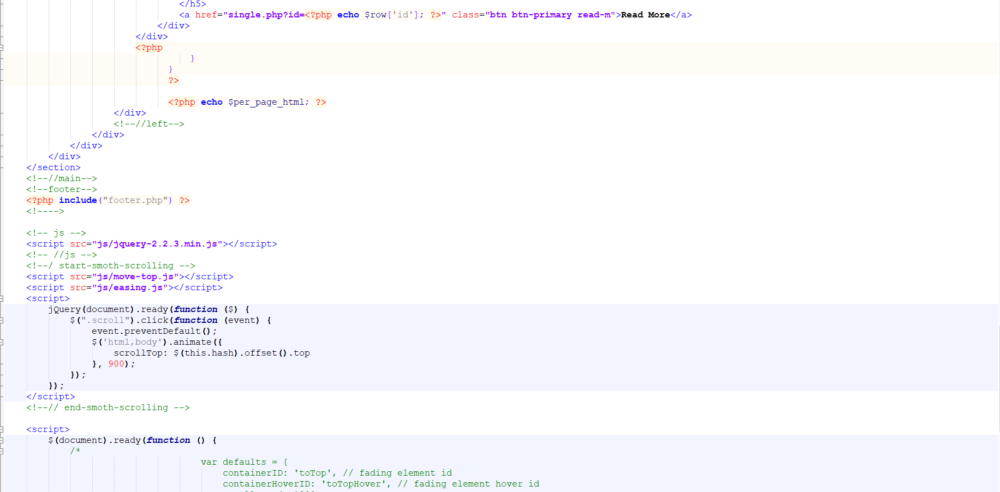 </h5>
<a href="single.php?id=<?php echo $row['id']; ?>" class="btn btn-primary read-m">Read More</a>
</div>
</div>
<?php
}
}
?>
<?php echo $per_page_html; ?>
</div>
<!--//left-->
</div>
</div>
</div>
</section>
<!--//main-->
<!--footer-->
<?php include("footer.php") ?>
<!---->
<!-- js -->
<script src="js/jquery-2.2.3.min.js"></script>
<!-- //js -->
<!--/ start-smoth-scrolling -->
<script src="js/move-top.js"></script>
<script src="js/easing.js"></script>
<script>
jQuery(document).ready(function ($) {
$(".scroll").click(function (event) {
event.preventDefault();
$('html,body').animate({
scrollTop: $(this.hash).offset().top
}, 900);
});
});
</script>
<!--// end-smoth-scrolling -->
<script>
$(document).ready(function () {
/*
var defaults = {
containerID: 'toTop', // fading element id
containerHoverID: 'toTopHover', // fading element hover id